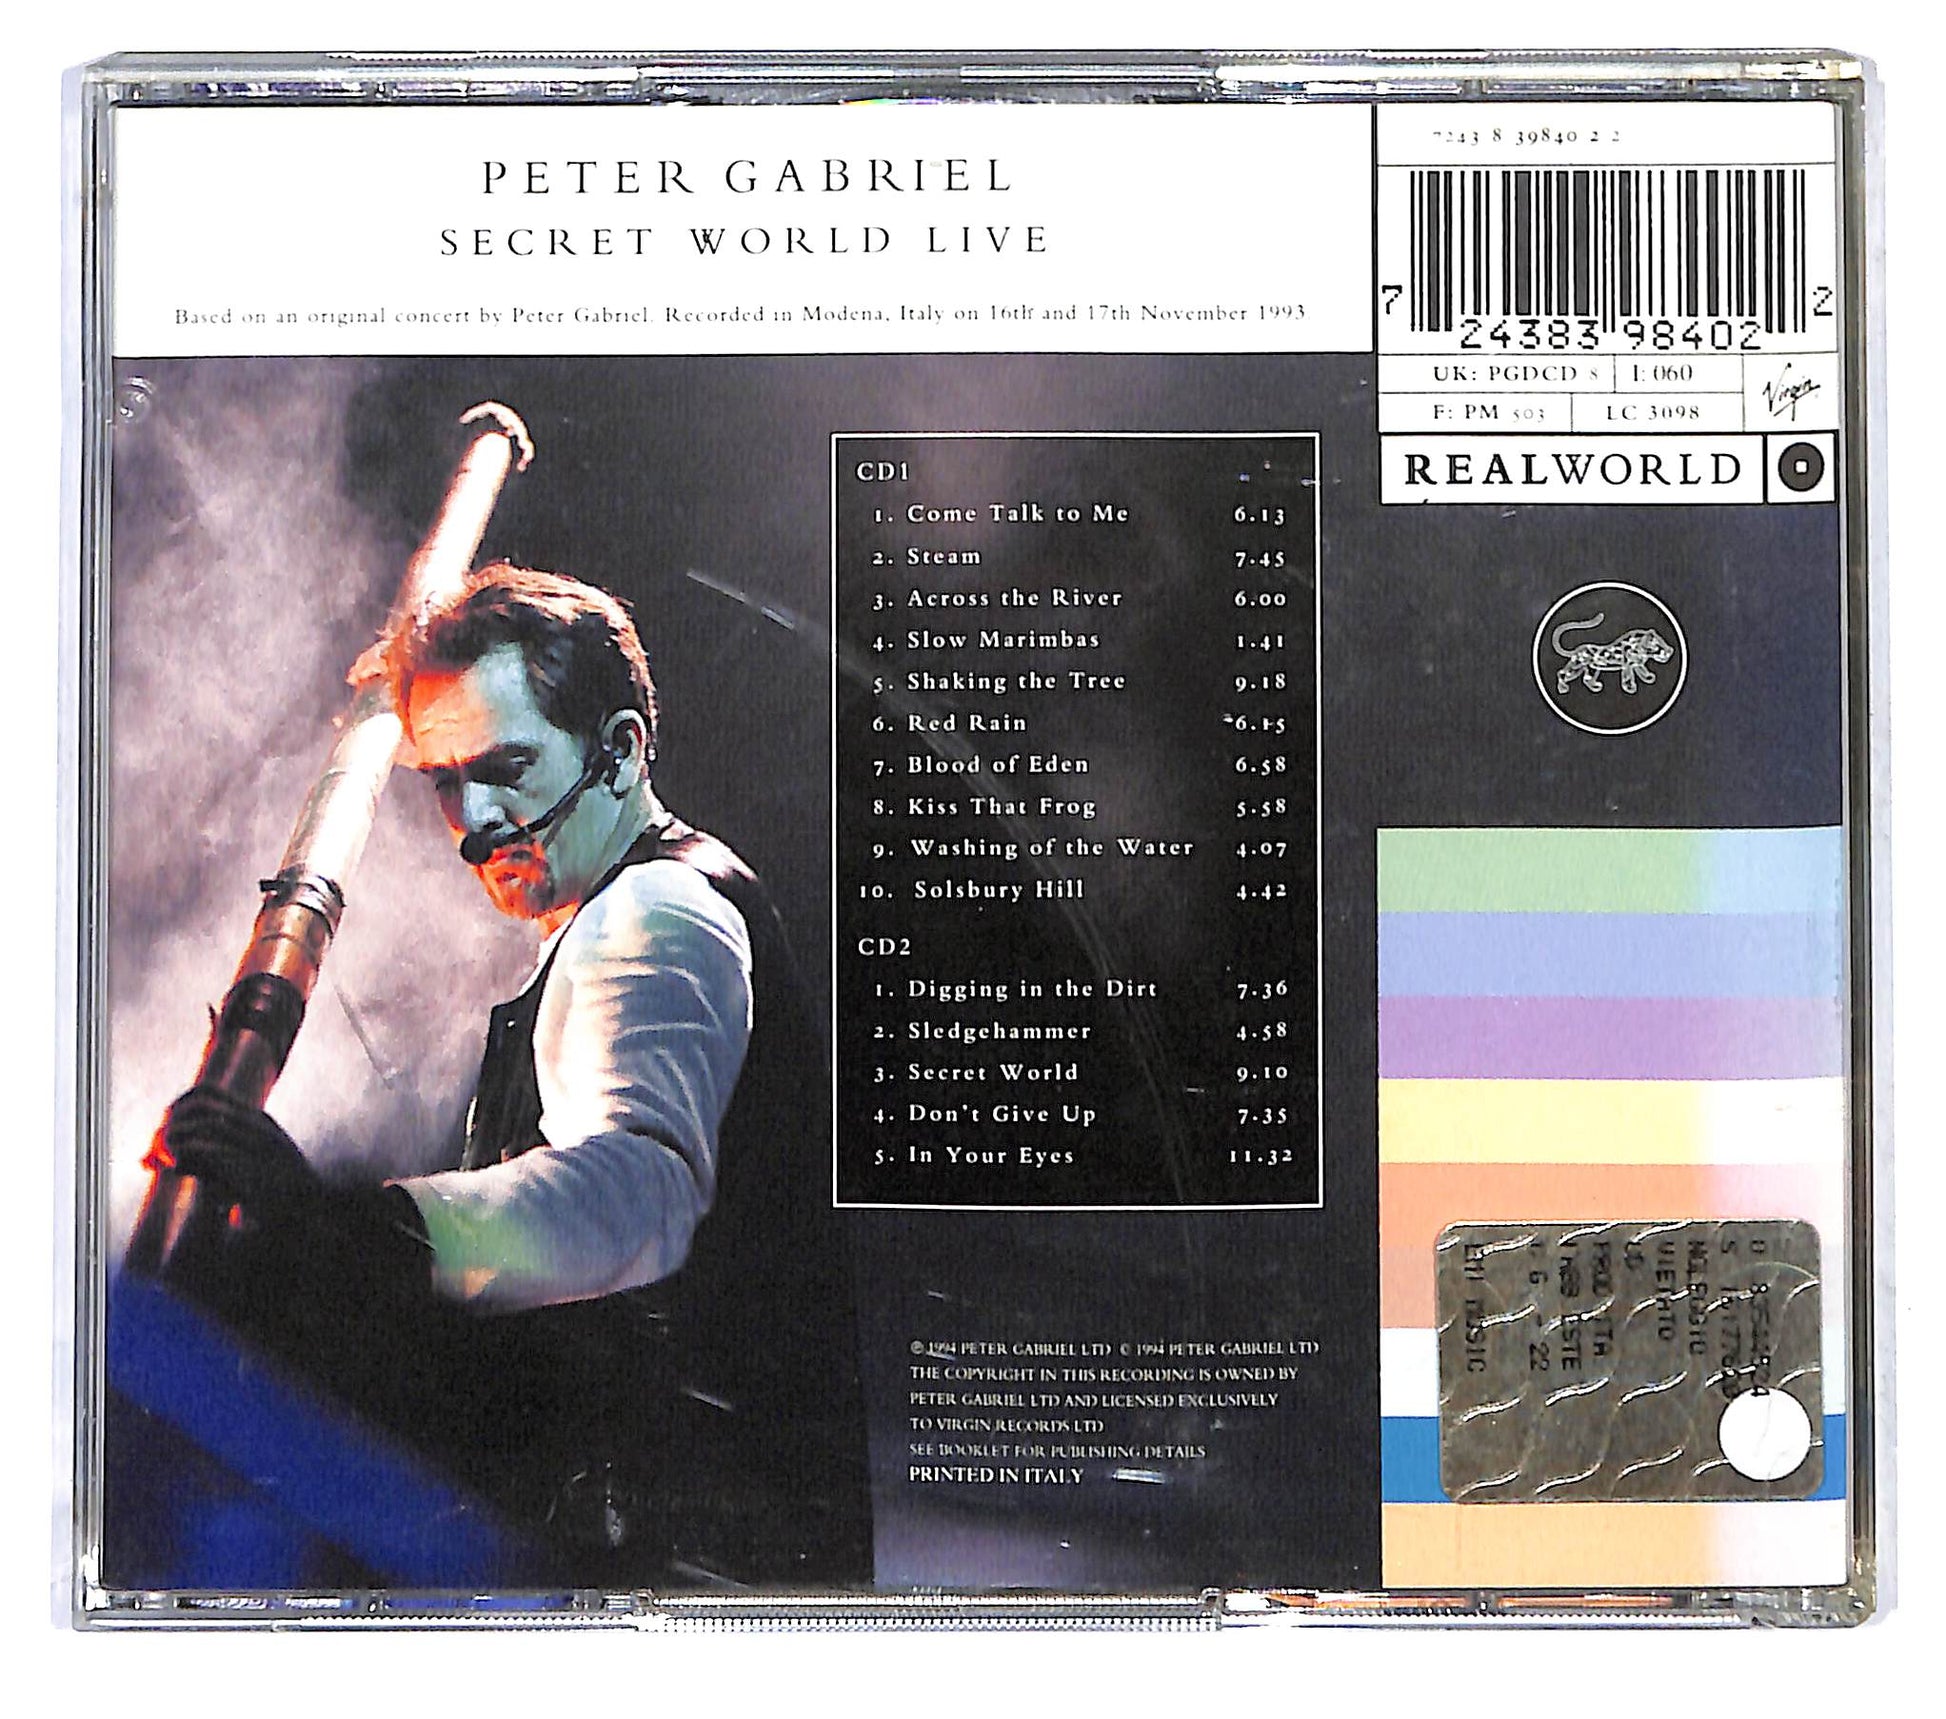 PETER GABRIEL
SECRET WORLD LIVE
Based on an original concert by Peter Gabriel. Recorded in Modena, Italy on 16th and 17th November 1993
7243 8 39840 2 2
7 24383 98402 2
UK: PGDCD 8
I: 060
F: PM 503
LC 3098
Virgin
REALWORLD
CD1
1. Come Talk to Me 6.13
2. Steam 7.45
3. Across the River 6.00
4. Slow Marimbas 1.41
5. Shaking the Tree 9.18
6. Red Rain 6.15
7. Blood of Eden 6.58
8. Kiss That Frog 5.58
9. Washing of the Water 4.07
10. Solsbury Hill 4.42
CD2
1. Digging in the Dirt 7.36
2. Sledgehammer 4.58
3. Secret World 9.10
4. Don't Give Up 7.35
5. In Your Eyes 11.32
℗ 1994 PETER GABRIEL LTD © 1994 PETER GABRIEL LTD
THE COPYRIGHT IN THIS RECORDING IS OWNED BY
PETER GABRIEL LTD AND LICENSED EXCLUSIVELY
TO VIRGIN RECORDS LTD
SEE BOOKLET FOR PUBLISHING DETAILS
PRINTED IN ITALY
NOLEGGIO
VIETATO
EMI MUSIC